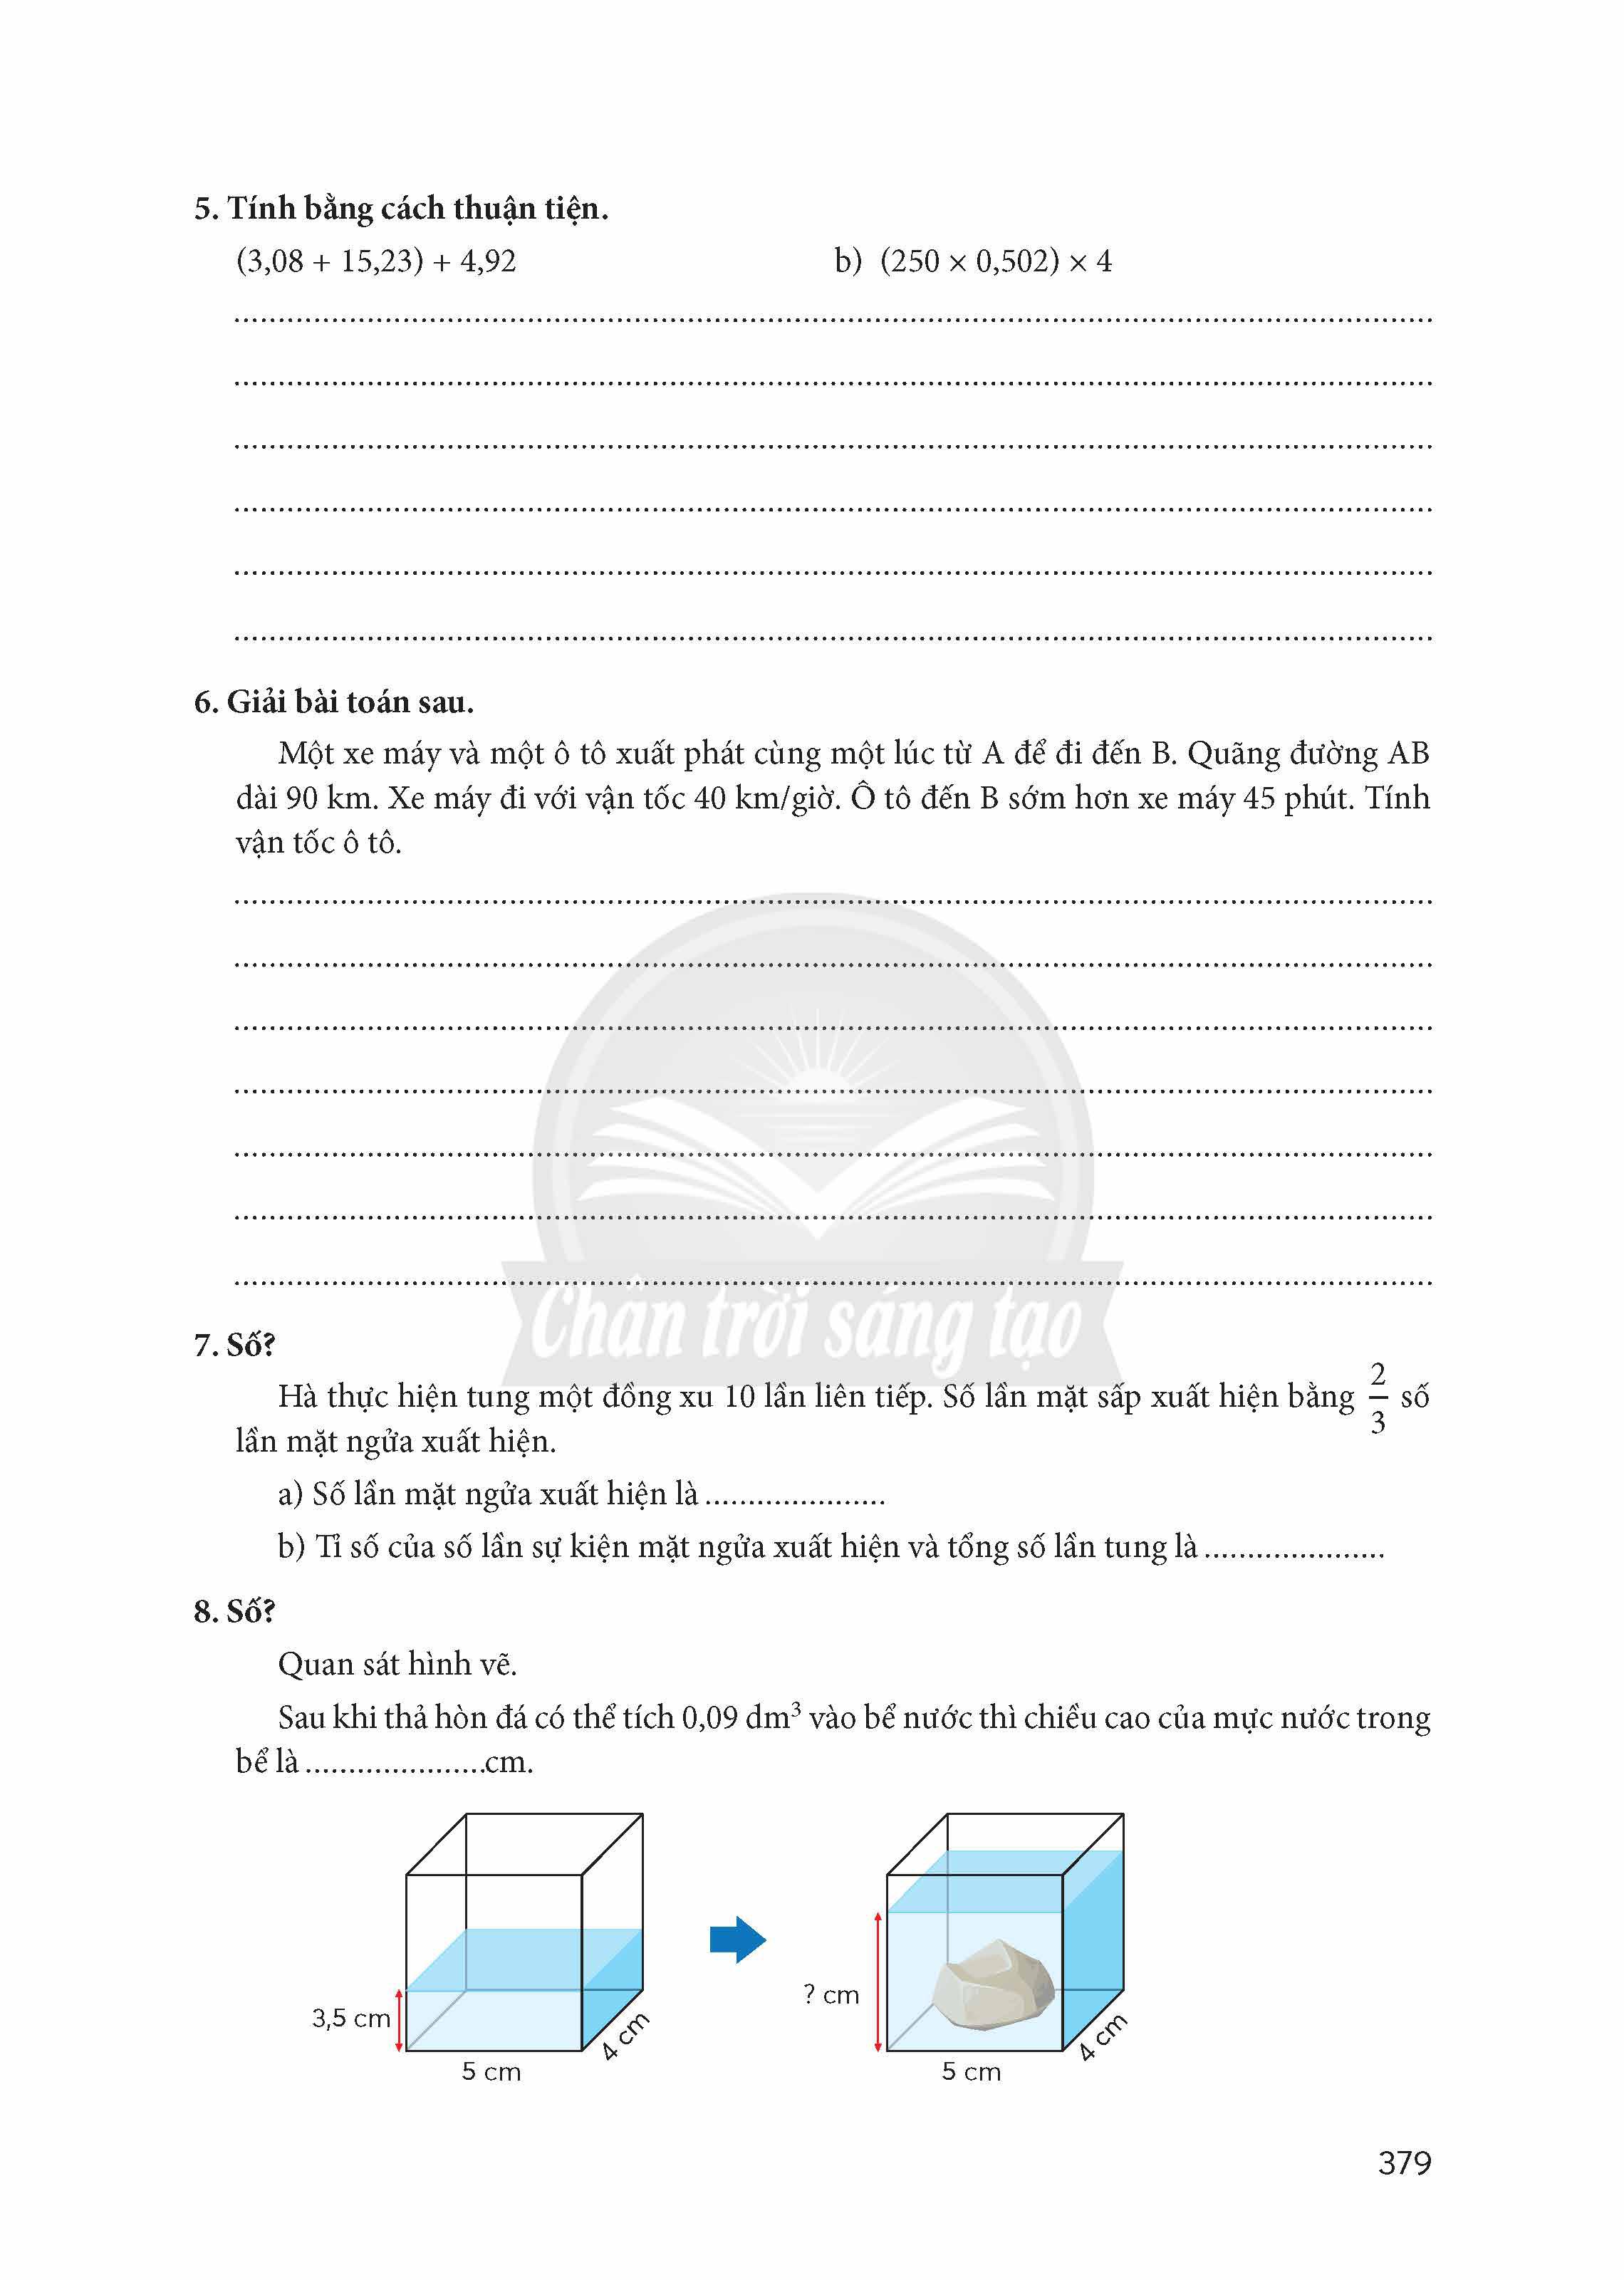 5. Tính bằng cách thuận tiện.
(3,08 + 15,23) + 4,92 b) (250 × 0,502) × 4
6. Giải bài toán sau.
Một xe máy và một ô tô xuất phát cùng một lúc từ A để đi đến B. Quãng đường AB
dài 90 km. Xe máy đi với vận tốc 40 km/giờ. Ô tô đến B sớm hơn xe máy 45 phút. Tính
vận tốc ô tô.
Chân trời sáng tạo
7. Số?
Hà thực hiện tung một đồng xu 10 lần liên tiếp. Số lần mặt sấp xuất hiện bằng 2/3 số
lần mặt ngửa xuất hiện.
a) Số lần mặt ngửa xuất hiện là .....................
b) Tỉ số của số lần sự kiện mặt ngửa xuất hiện và tổng số lần tung là .....................
8. Số?
Quan sát hình vẽ.
Sau khi thả hòn đá có thể tích 0,09 dm³ vào bể nước thì chiều cao của mực nước trong
bể là .....................cm.
3,5 cm
5 cm
4 cm
? cm
5 cm
4 cm
379